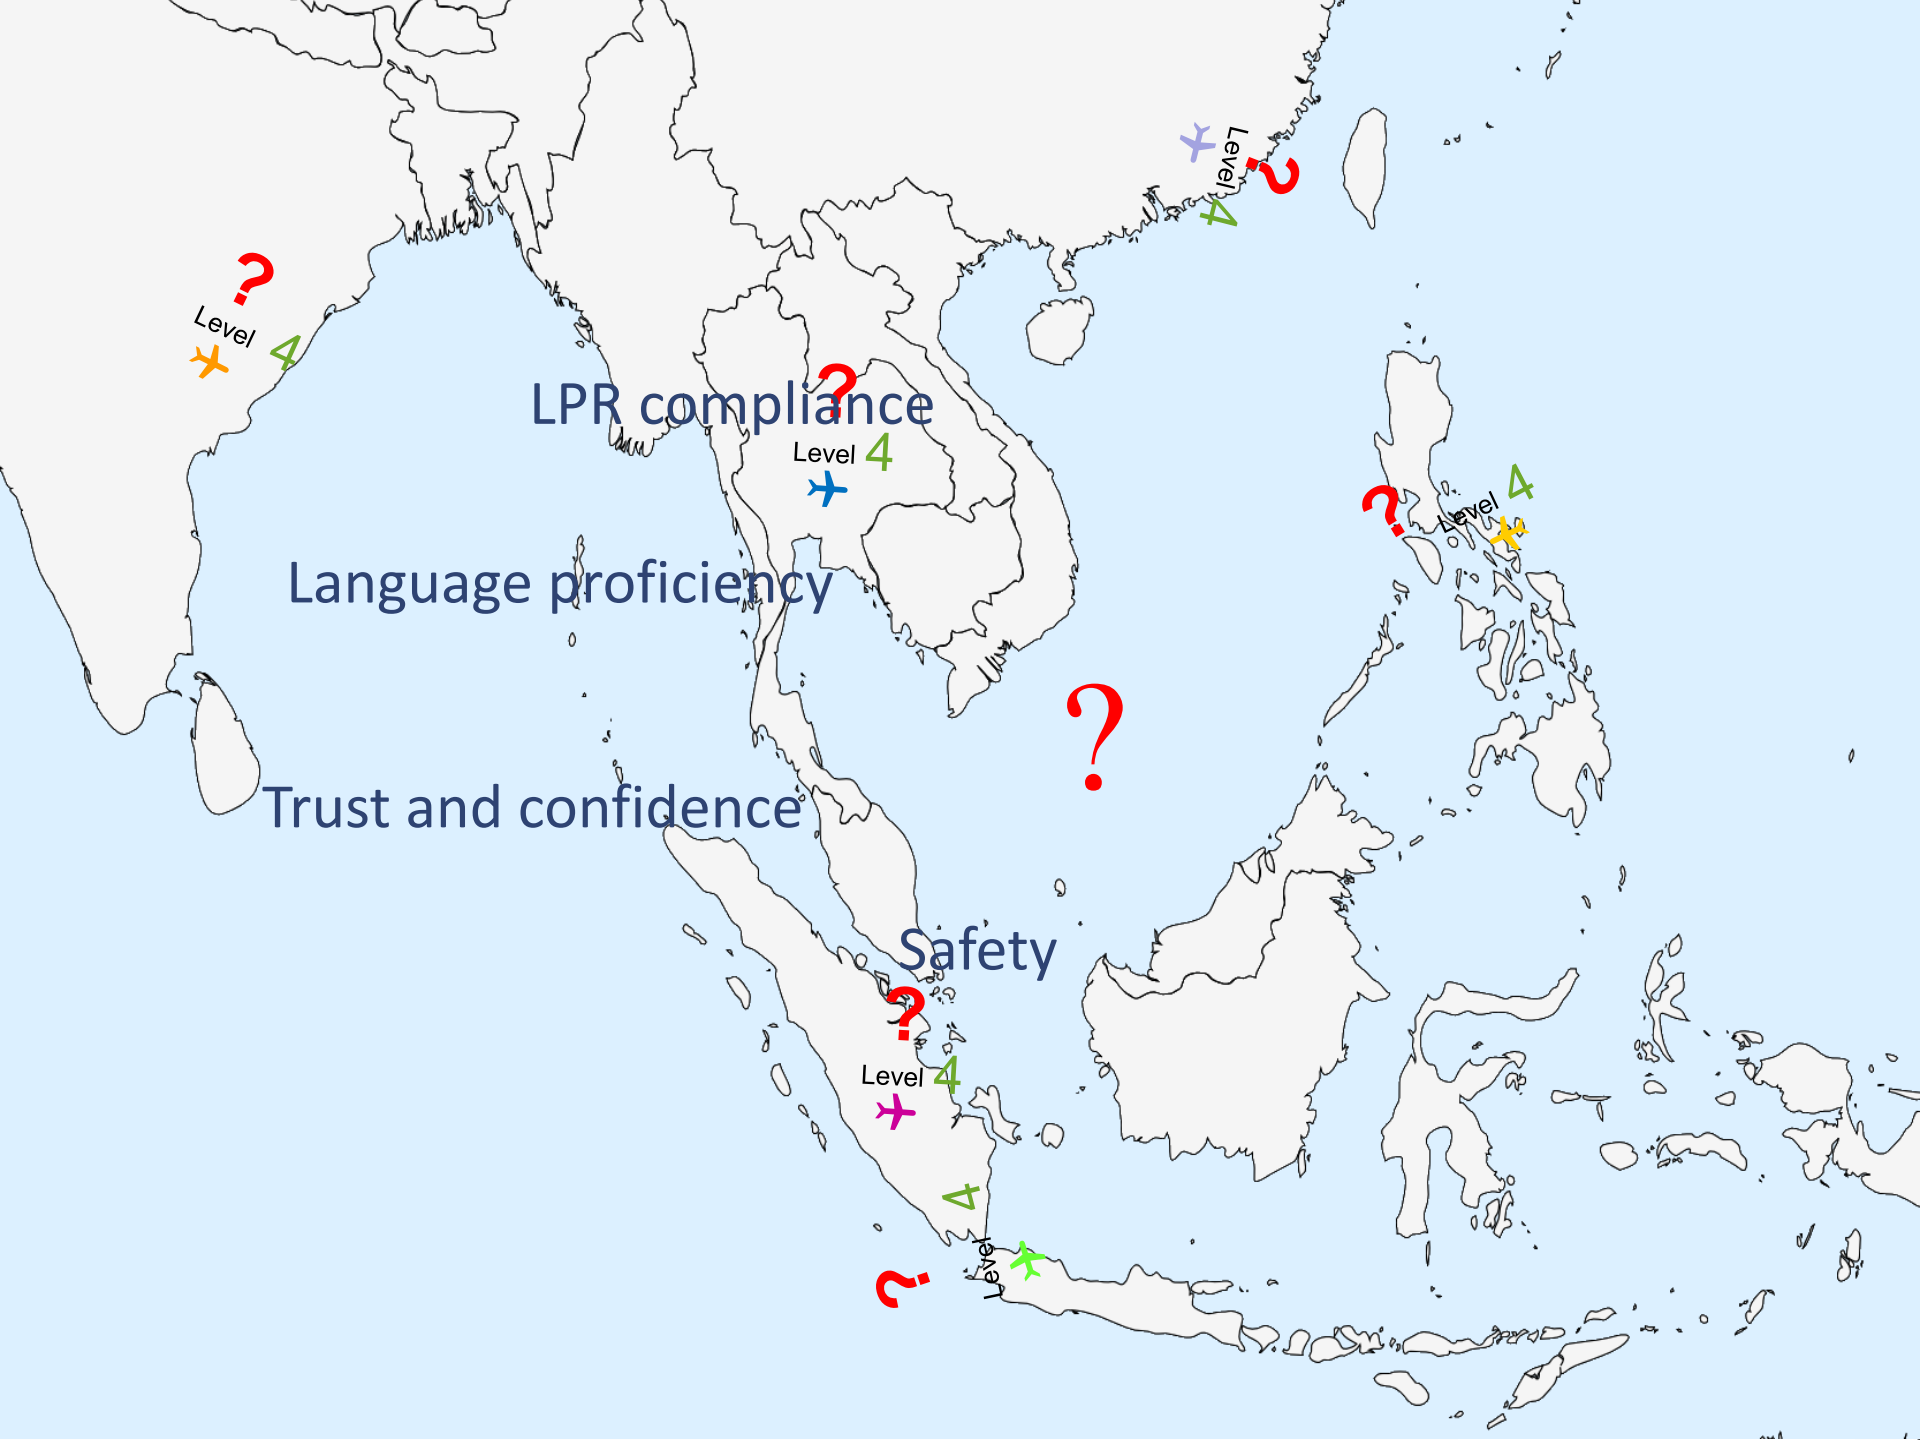 Level 4
?
?
Level 4
?
LPR compliance
Level 4
?
Level 4
Language proficiency
?
Trust and confidence
Safety
?
Level 4
4
Level
?